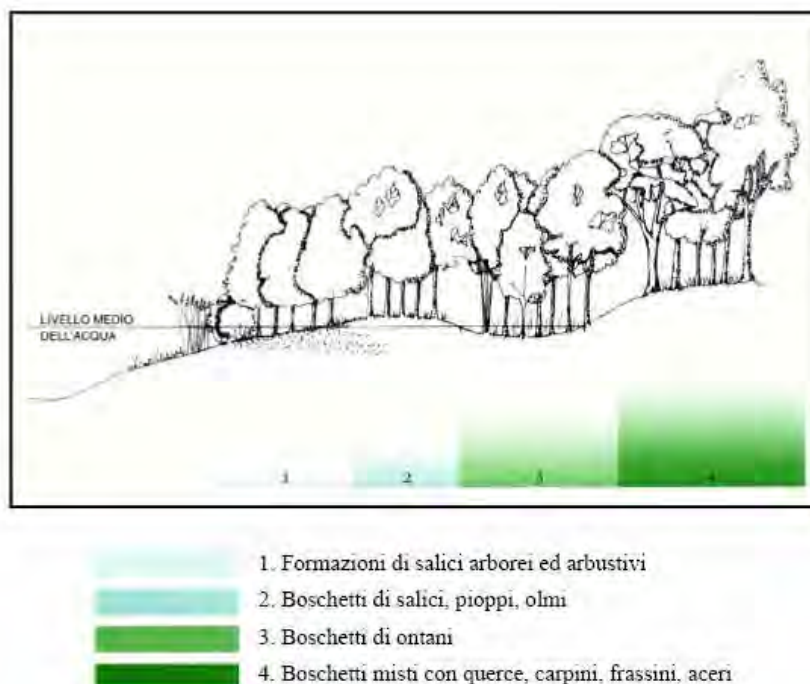 LIVELLO MEDIO
DELL'ACQUA
1 2 3 4
1. Formazioni di salici arborei ed arbustivi
2. Boschetti di salici, pioppi, olmi
3. Boschetti di ontani
4. Boschetti misti con querce, carpini, frassini, aceri